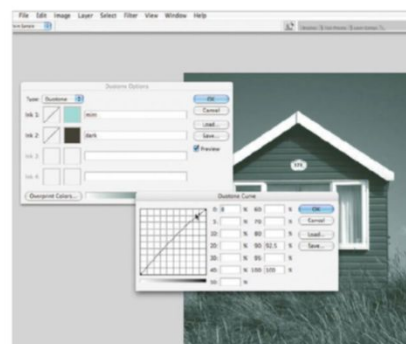 File Edit Image Layer Select Filter View Window Help
Duotone Options
Type: Duotone
OK
Ink 1:
Cancel
Load...
Ink 2: dark
Save...
Preview
Ink 3:
Ink 4:
Overprint Colors...
Duotone Curve
0: 0 % 60: %
OK
5: % 70: %
Cancel
10: % 80: %
Load...
20: % 90: 92.5 %
Save...
30: % 95: %
40: % 100: 100 %
50: %